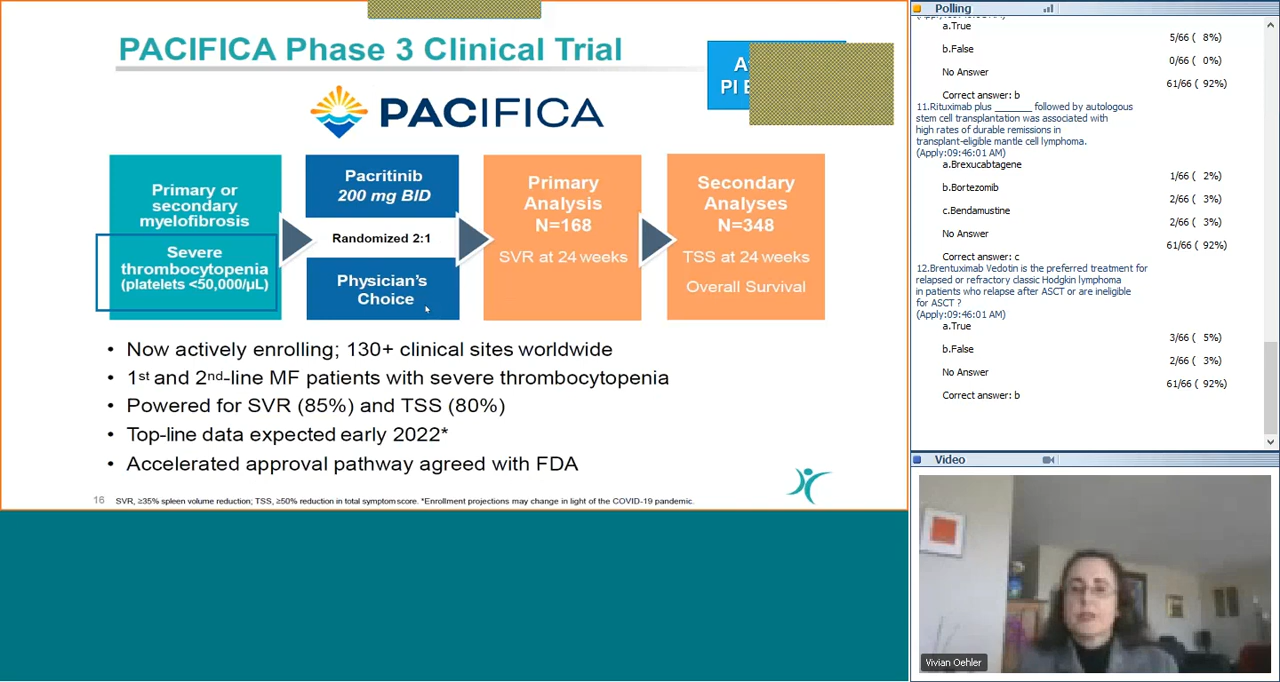 PACIFICA Phase 3 Clinical Trial
PI
PACIFICA
Primary or
secondary
myelofibrosis
Severe
thrombocytopenia
(platelets <50,000/µL)
Pacritinib
200 mg BID
Randomized 2:1
Physician's
Choice
Primary
Analysis
N=168
SVR at 24 weeks
Secondary
Analyses
N=348
TSS at 24 weeks
Overall Survival
• Now actively enrolling; 130+ clinical sites worldwide
• 1st and 2nd-line MF patients with severe thrombocytopenia
• Powered for SVR (85%) and TSS (80%)
• Top-line data expected early 2022*
• Accelerated approval pathway agreed with FDA
16 SVR, ≥35% spleen volume reduction; TSS, ≥50% reduction in total symptom score. *Enrollment projections may change in light of the COVID-19 pandemic.
Polling
a.True
5/66 ( 8%)
b.False
0/66 ( 0%)
No Answer
61/66 ( 92%)
Correct answer: b
11.Rituximab plus _______ followed by autologous
stem cell transplantation was associated with
high rates of durable remissions in
transplant-eligible mantle cell lymphoma.
(Apply:09:46:01 AM)
a.Brexucabtagene
1/66 ( 2%)
b.Bortezomib
2/66 ( 3%)
c.Bendamustine
2/66 ( 3%)
No Answer
61/66 ( 92%)
Correct answer: c
12.Brentuximab Vedotin is the preferred treatment for
relapsed or refractory classic Hodgkin lymphoma
in patients who relapse after ASCT or are ineligible
for ASCT ?
(Apply:09:46:01 AM)
a.True
3/66 ( 5%)
b.False
2/66 ( 3%)
No Answer
61/66 ( 92%)
Correct answer: b
Video
Vivian Oehler